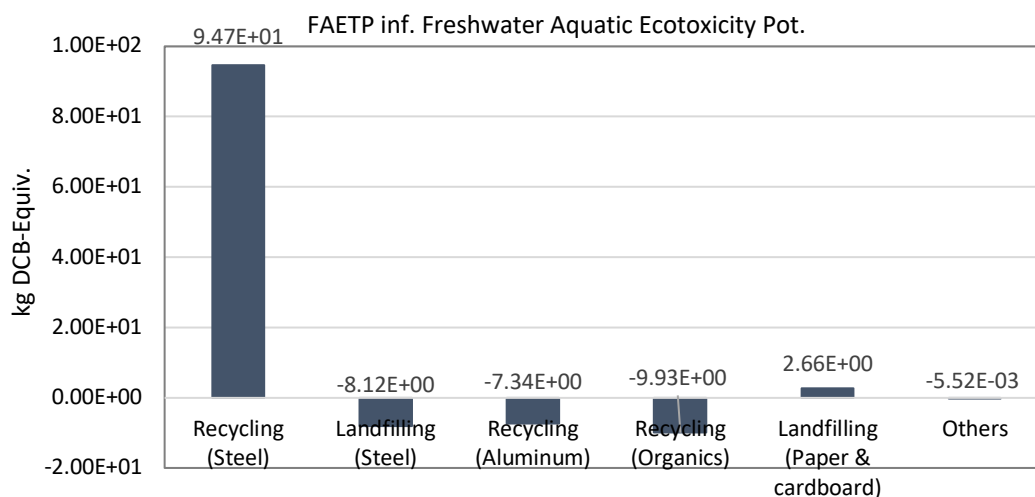 FAETP inf. Freshwater Aquatic Ecotoxicity Pot.
kg DCB-Equiv.
1.00E+02
8.00E+01
6.00E+01
4.00E+01
2.00E+01
0.00E+00
-2.00E+01
9.47E+01
-8.12E+00
-7.34E+00
-9.93E+00
2.66E+00
-5.52E-03
Recycling
(Steel)
Landfilling
(Steel)
Recycling
(Aluminum)
Recycling
(Organics)
Landfilling
(Paper &
cardboard)
Others